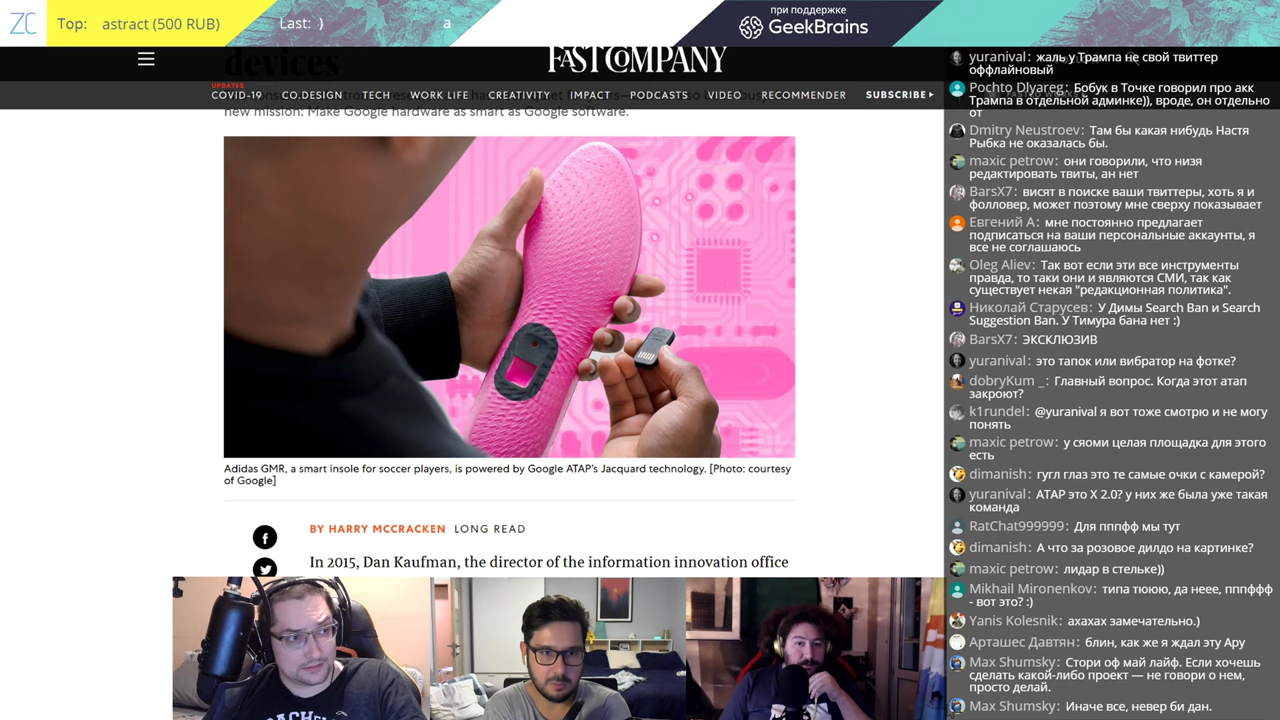 ZC
Top: astract (500 RUB)
Last: )
a
при поддержке
GeekBrains
devices
FAST COMPANY
UPDATES
COVID-19 CO.DESIGN TECH WORK LIFE CREATIVITY IMPACT PODCASTS VIDEO RECOMMENDER SUBSCRIBE
new mission: Make Google hardware as smart as Google software.
Adidas GMR, a smart insole for soccer players, is powered by Google ATAP's Jacquard technology. [Photo: courtesy
of Google]
BY HARRY MCCRACKEN LONG READ
In 2015, Dan Kaufman, the director of the information innovation office
yuranival: жаль у Трампа не свой твиттер
оффлайновый
Pochto Dlyareg: Бобук в Точке говорил про акк
Трампа в отдельной админке)), вроде, он отдельно
от
Dmitry Neustroev: Там бы какая нибудь Настя
Рыбка не оказалась бы.
maxic petrow: они говорили, что низя
редактировать твиты, ан нет
BarsX7: висят в поиске ваши твиттеры, хоть я и
фолловер, может поэтому мне сверху показывает
Евгений А: мне постоянно предлагает
подписаться на ваши персональные аккаунты, я
все не соглашаюсь
Oleg Aliev: Так вот если эти все инструменты
правда, то таки они и являются СМИ, так как
существует некая "редакционная политика".
Николай Старусев: У Димы Search Ban и Search
Suggestion Ban. У Тимура бана нет :)
BarsX7: ЭКСКЛЮЗИВ
yuranival: это тапок или вибратор на фотке?
dobryKum _: Главный вопрос. Когда этот атап
закроют?
k1rundel: @yuranival я вот тоже смотрю и не могу
понять
maxic petrow: у сяоми целая площадка для этого
есть
dimanish: гугл глаз это те самые очки с камерой?
yuranival: ATAP это X 2.0? у них же была уже такая
команда
RatChat999999: Для пппфф мы тут
dimanish: А что за розовое дилдо на картинке?
maxic petrow: лидар в стельке))
Mikhail Mironenkov: типа тююю, да неее, пппффф
- вот это? :)
Yanis Kolesnik: ахахах замечательно.)
Арташес Давтян: блин, как же я ждал эту Ару
Max Shumsky: Стори оф май лайф. Если хочешь
сделать какой-либо проект — не говори о нем,
просто делай.
Max Shumsky: Иначе все, невер би дан.